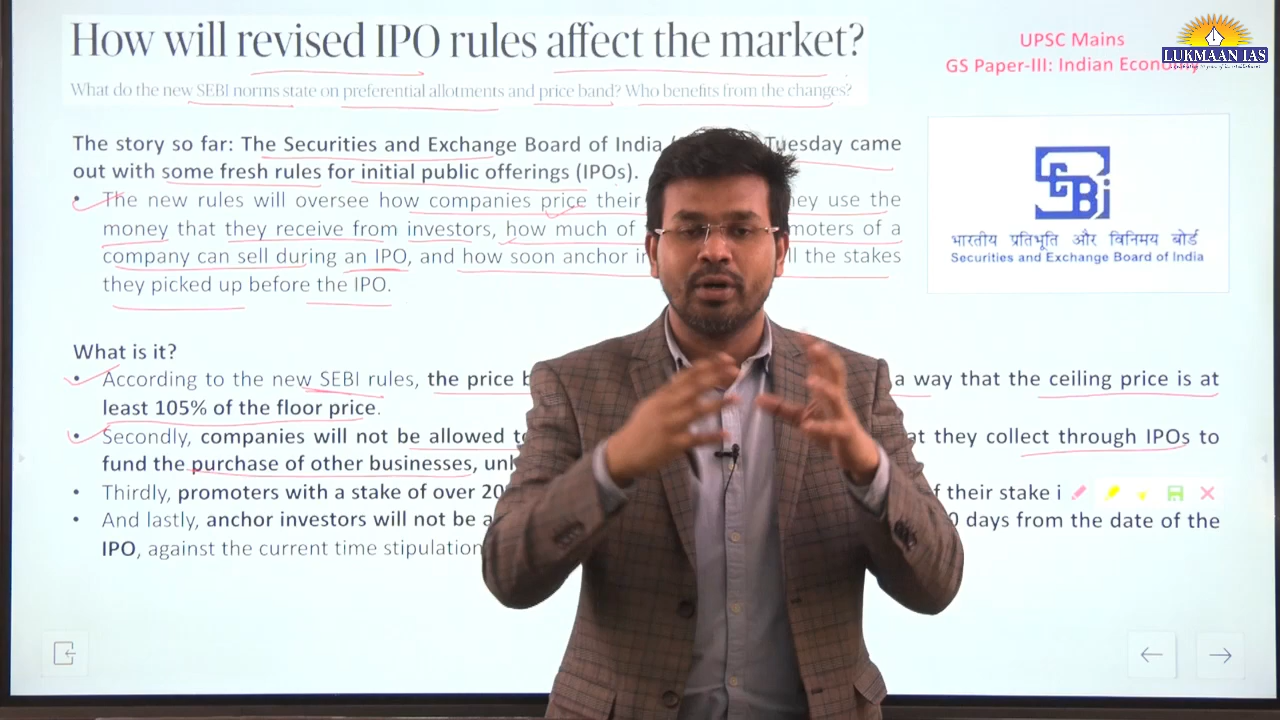 How will revised IPO rules affect the market?
UPSC Mains
GS Paper-III: Indian Economy
LUKMAAN IAS
What do the new SEBI norms state on preferential allotments and price band? Who benefits from the changes?
The story so far: The Securities and Exchange Board of India Tuesday came
out with some fresh rules for initial public offerings (IPOs).
• The new rules will oversee how companies price their use the
money that they receive from investors, how much of of a
company can sell during an IPO, and how soon anchor the stakes
they picked up before the IPO.
SEBI
भारतीय प्रतिभूति और विनिमय बोर्ड
Securities and Exchange Board of India
What is it?
• According to the new SEBI rules, the price a way that the ceiling price is at
least 105% of the floor price.
• Secondly, companies will not be allowed they collect through IPOs to
fund the purchase of other businesses,
• Thirdly, promoters with a stake of over of their stake
• And lastly, anchor investors will not be days from the date of the
IPO, against the current time